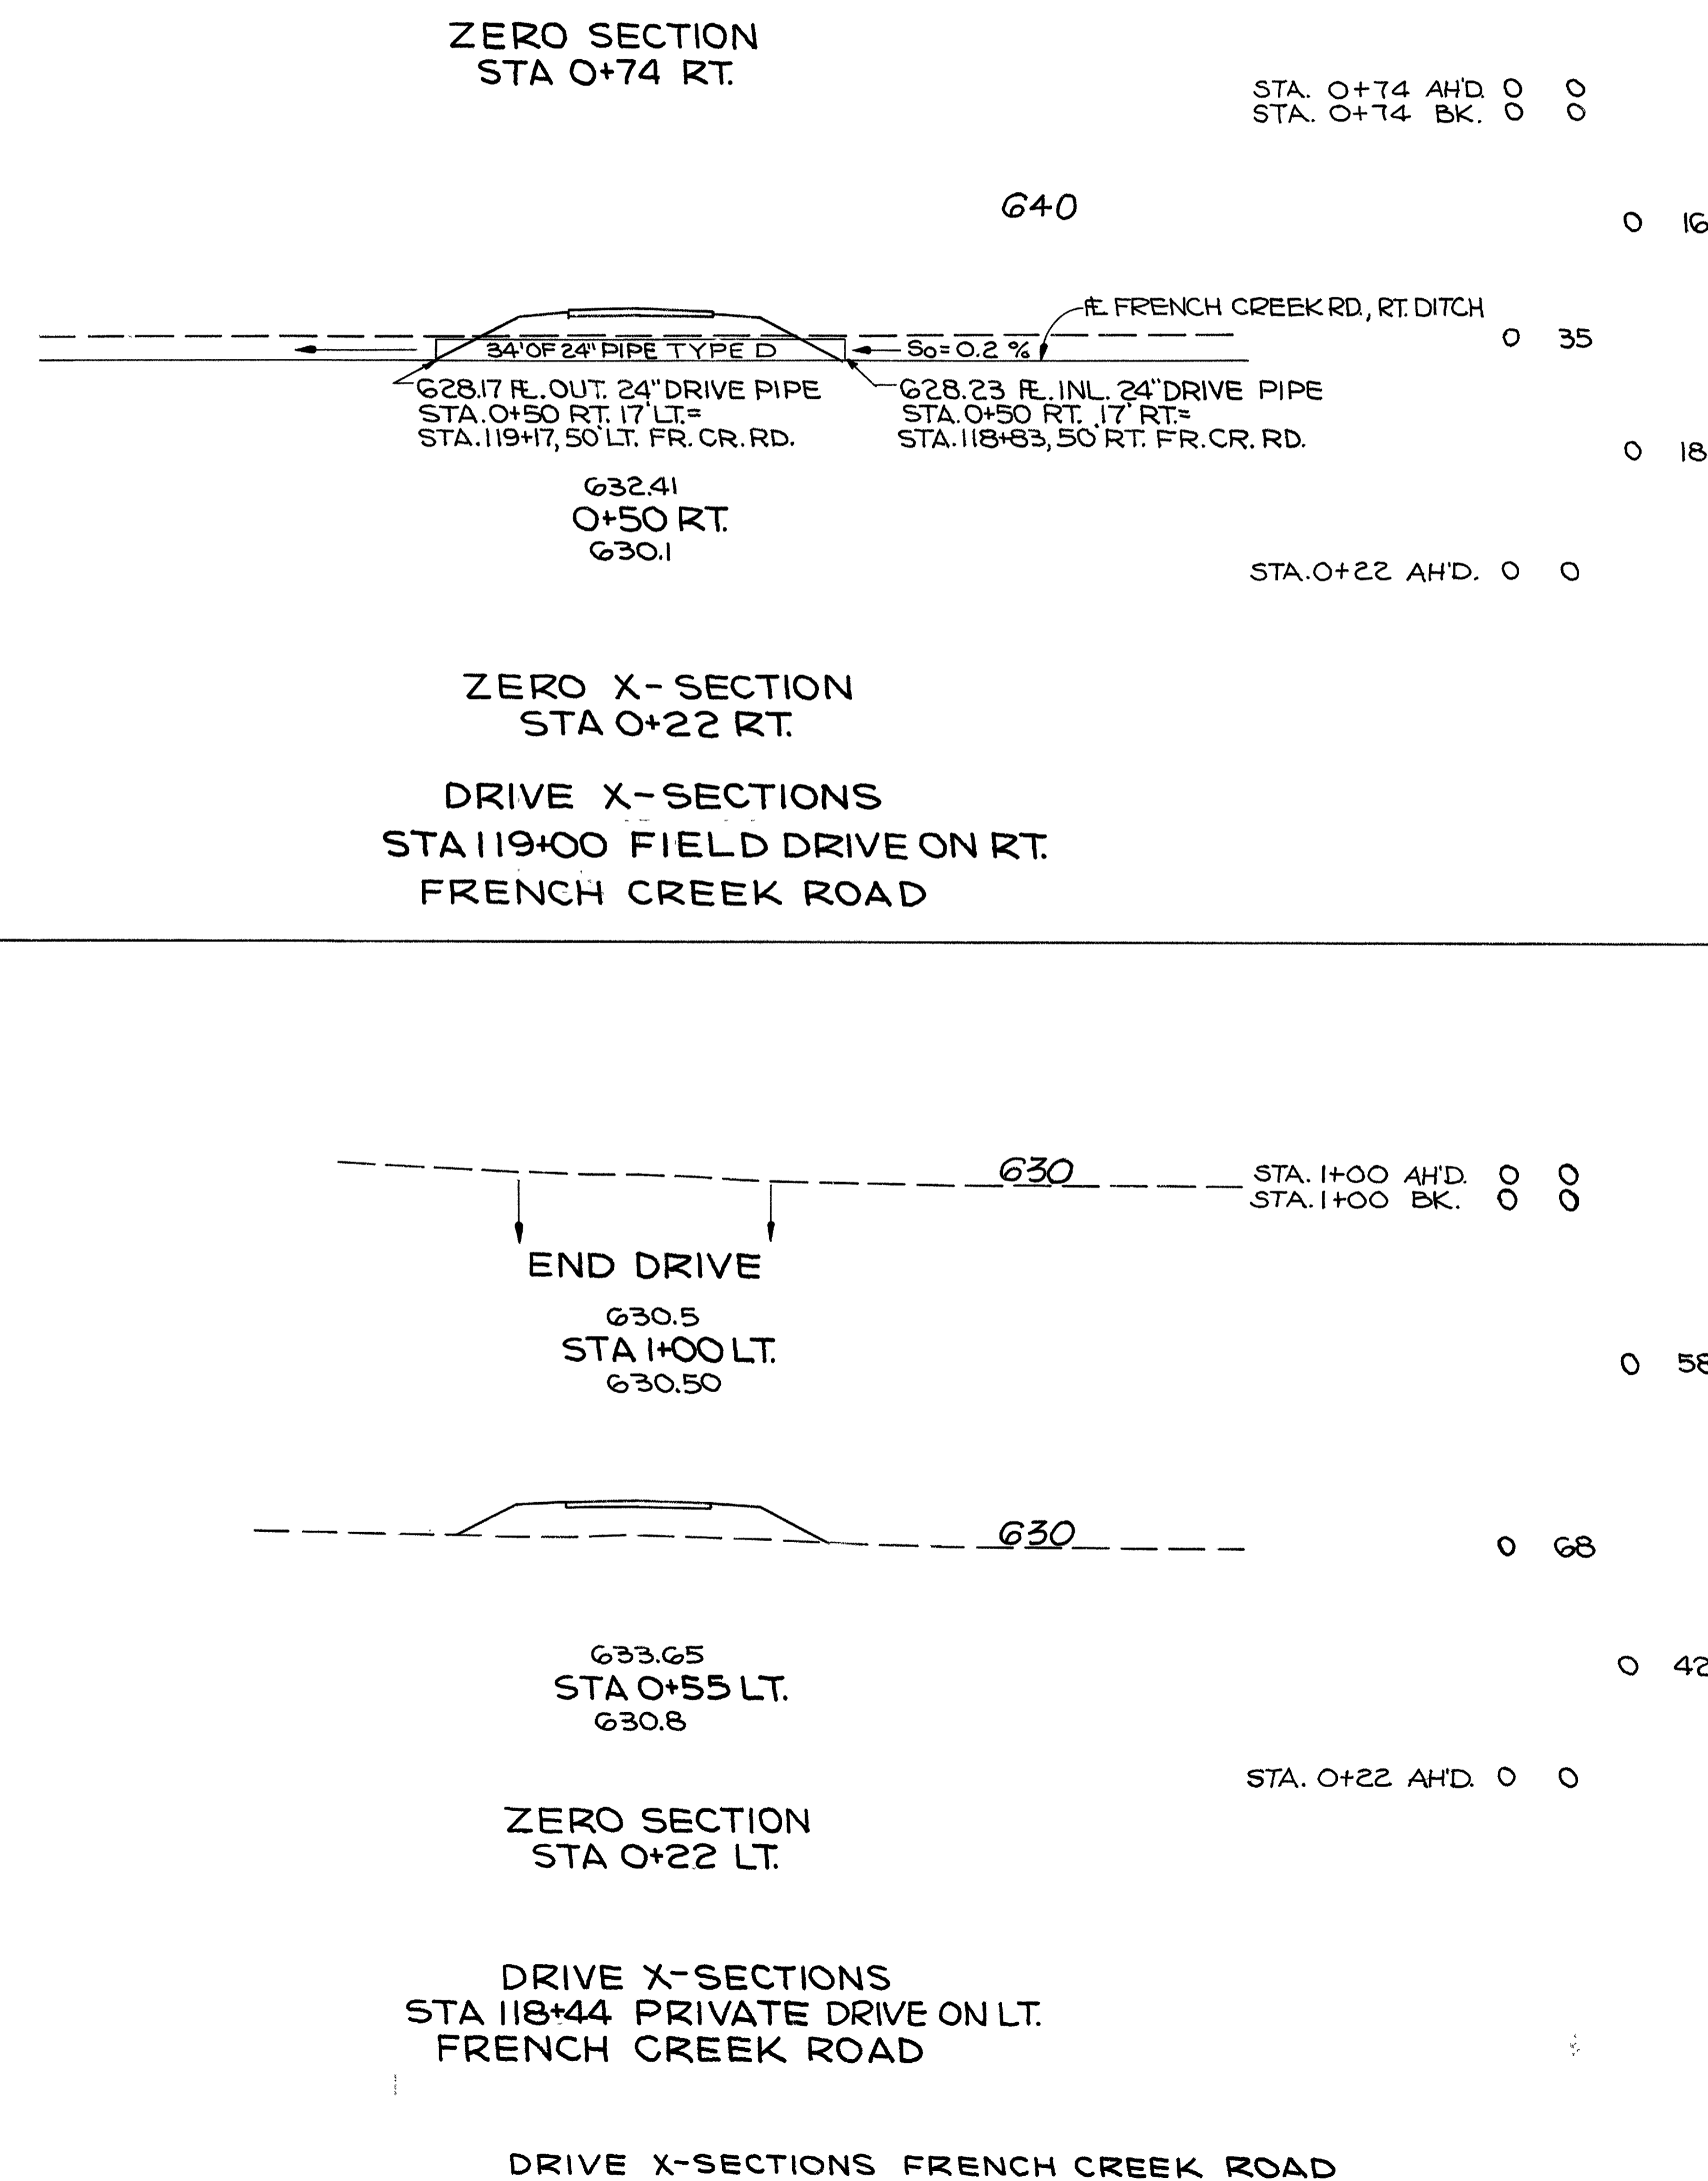 ZERO SECTION
STA 0+74 RT.
STA. 0+74 AH'D. 0 0
STA. 0+74 BK. 0 0
640
0 16
℄ FRENCH CREEK RD., RT. DITCH
0 35
34' OF 24" PIPE TYPE D
So = 0.2 %
628.17 ℄. OUT. 24" DRIVE PIPE
STA. 0+50 RT. 17' LT.=
STA. 119+17, 50' LT. FR. CR. RD.
628.23 ℄. INL. 24" DRIVE PIPE
STA. 0+50 RT. 17' RT.=
STA. 118+83, 50' RT. FR. CR. RD.
0 18
632.41
0+50 RT.
630.1
STA. 0+22 AH'D. 0 0
ZERO X-SECTION
STA 0+22 RT.
DRIVE X-SECTIONS
STA 119+00 FIELD DRIVE ON RT.
FRENCH CREEK ROAD
630
STA. 1+00 AH'D. 0 0
STA. 1+00 BK. 0 0
END DRIVE
630.5
STA 1+00 LT.
630.50
0 58
630
0 68
633.65
STA 0+55 LT.
630.8
0 42
STA. 0+22 AH'D. 0 0
ZERO SECTION
STA 0+22 LT.
DRIVE X-SECTIONS
STA 118+44 PRIVATE DRIVE ON LT.
FRENCH CREEK ROAD
DRIVE X-SECTIONS FRENCH CREEK ROAD